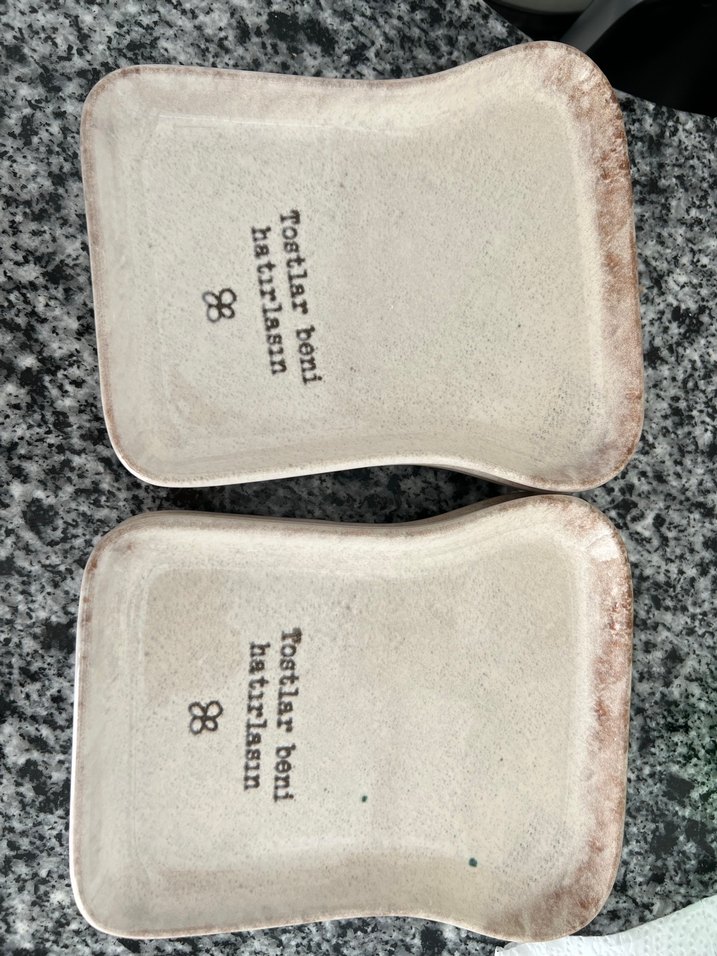 Tostlar beni
hatırlasın
Tostlar beni
hatırlasın